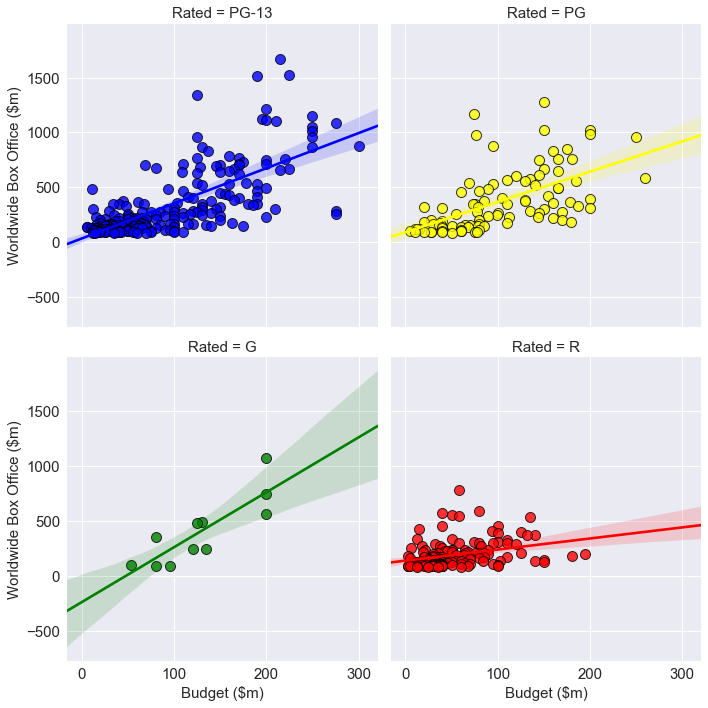 Rated = PG-13
Rated = PG
Worldwide Box Office ($m)
1500
1000
500
0
−500
Rated = G
Rated = R
Worldwide Box Office ($m)
1500
1000
500
0
−500
0 100 200 300
0 100 200 300
Budget ($m)
Budget ($m)